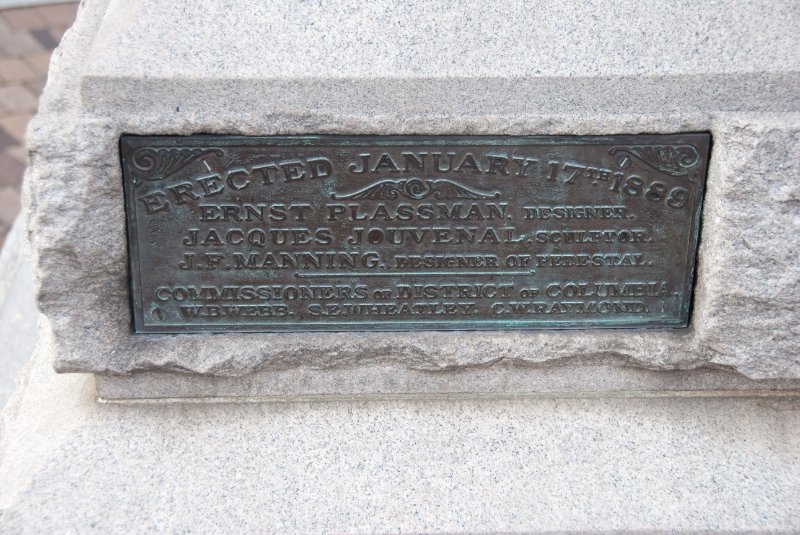 ERECTED JANUARY 17TH 1889
ERNST PLASSMAN, DESIGNER.
JACQUES JOUVENAL, SCULPTOR.
J.F. MANNING, DESIGNER OF PEDESTAL.
COMMISSIONERS OF DISTRICT OF COLUMBIA
W.B. WEBB, S.E. WHEATLEY, C.W. RAYMOND.